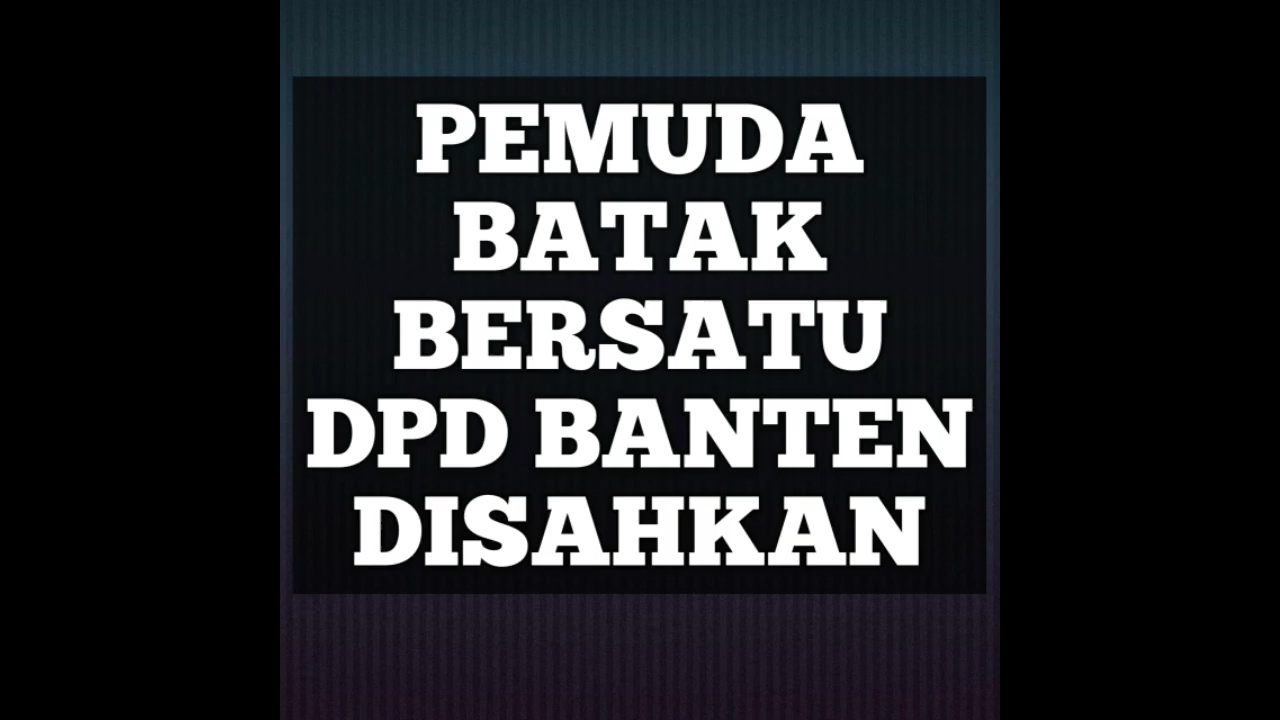 PEMUDA
BATAK
BERSATU
DPD BANTEN
DISAHKAN